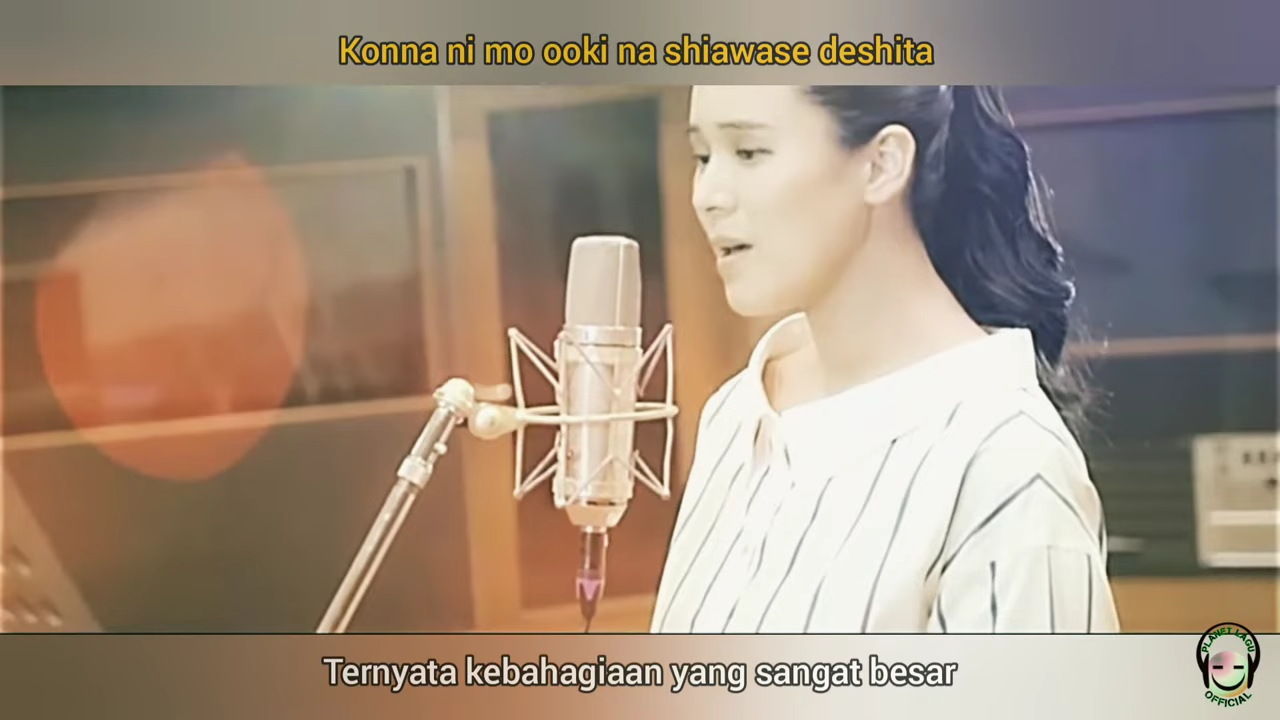 Konna ni mo ooki na shiawase deshita
Ternyata kebahagiaan yang sangat besar
PLANET LAGU
OFFICIAL